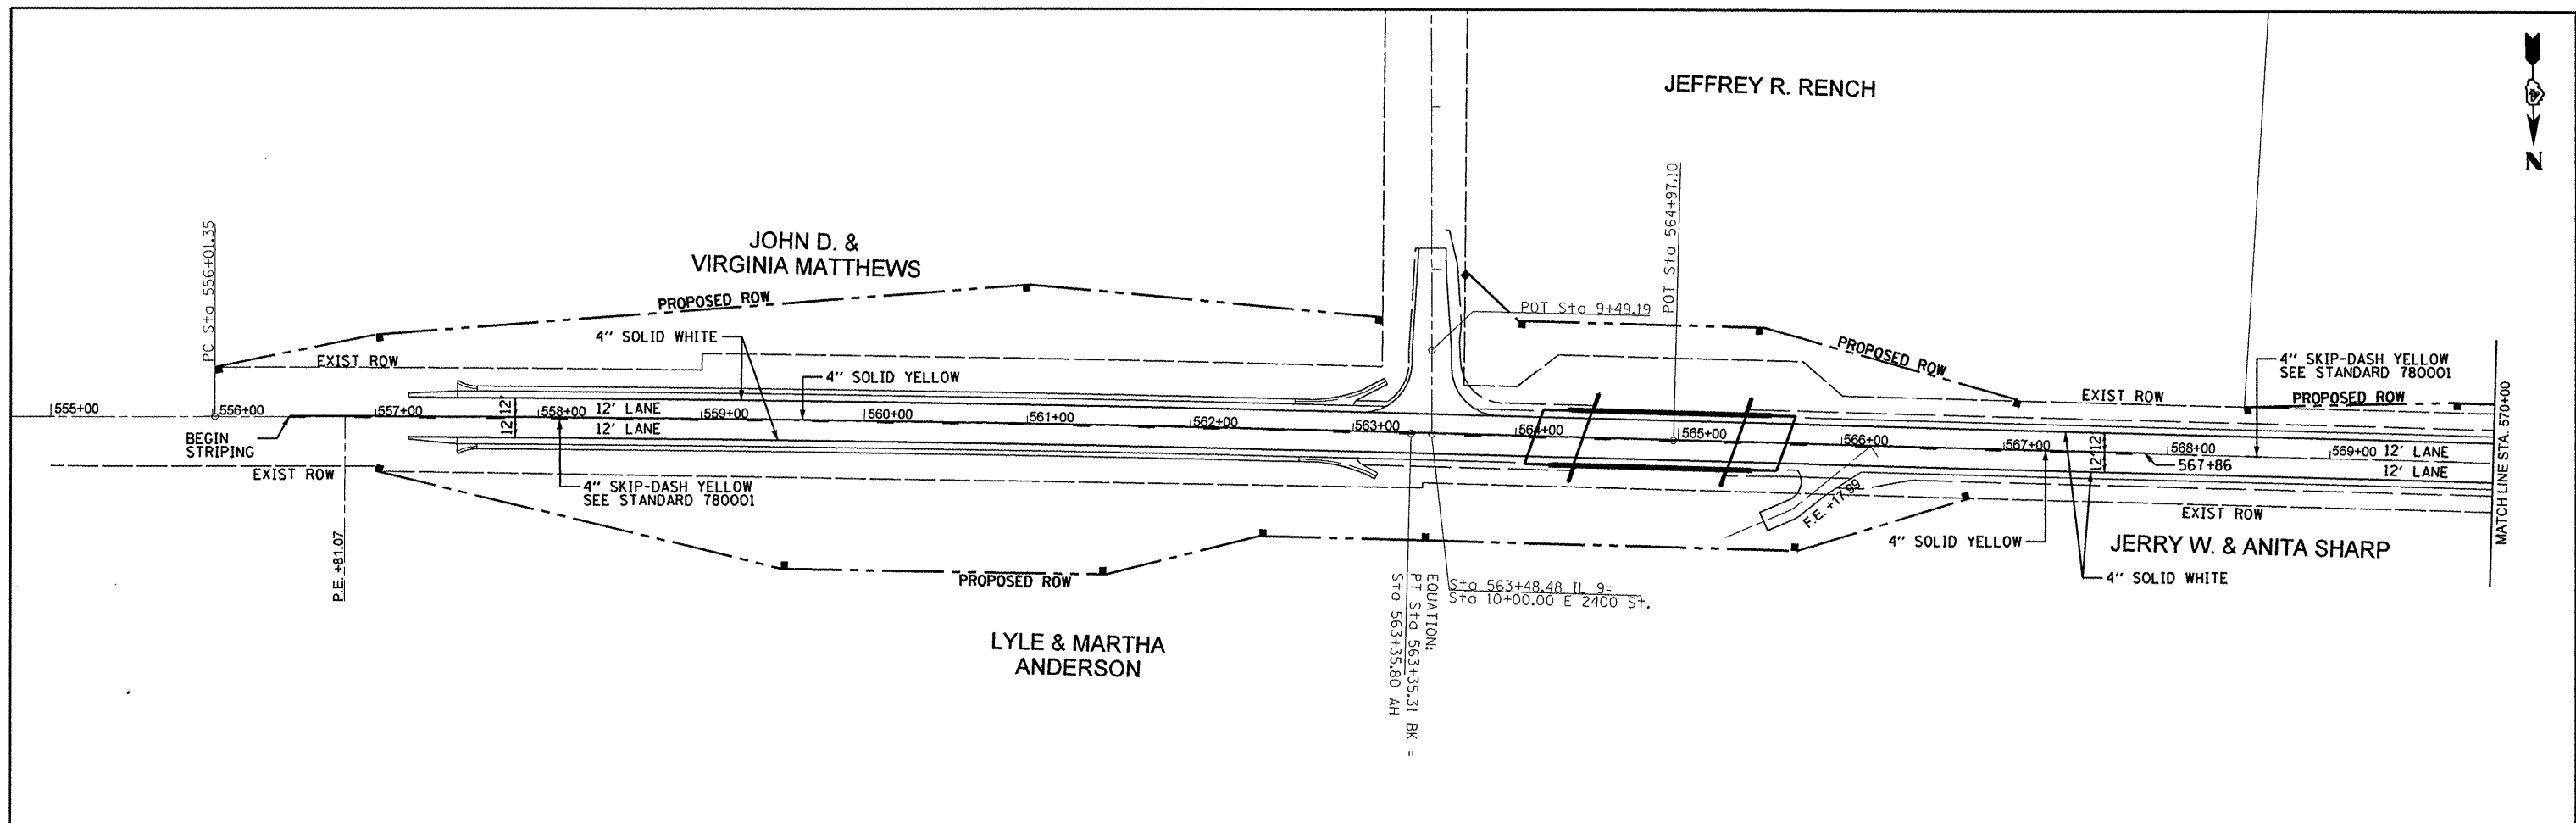 JEFFREY R. RENCH
N
PC Sta 556+01.35
JOHN D. &
VIRGINIA MATTHEWS
PROPOSED ROW
POT Sta 9+49.19
POT Sta 564+97.10
4'' SOLID WHITE
EXIST ROW
4'' SOLID YELLOW
PROPOSED ROW
4'' SKIP-DASH YELLOW
SEE STANDARD 780001
EXIST ROW
PROPOSED ROW
MATCH LINE STA. 570+00
555+00
556+00
557+00
558+00
559+00
560+00
561+00
562+00
563+00
564+00
565+00
566+00
567+00
568+00
569+00
12'
12'
12' LANE
12' LANE
12'
12'
12' LANE
12' LANE
BEGIN
STRIPING
567+86
EXIST ROW
4'' SKIP-DASH YELLOW
SEE STANDARD 780001
F.E. +17.99
EXIST ROW
P.E. +81.07
4'' SOLID YELLOW
JERRY W. & ANITA SHARP
4'' SOLID WHITE
PROPOSED ROW
EQUATION:
PT Sta 563+35.31 BK =
Sta 563+35.80 AH
Sta 563+48.48 IL 9=
Sta 10+00.00 E 2400 St.
LYLE & MARTHA
ANDERSON